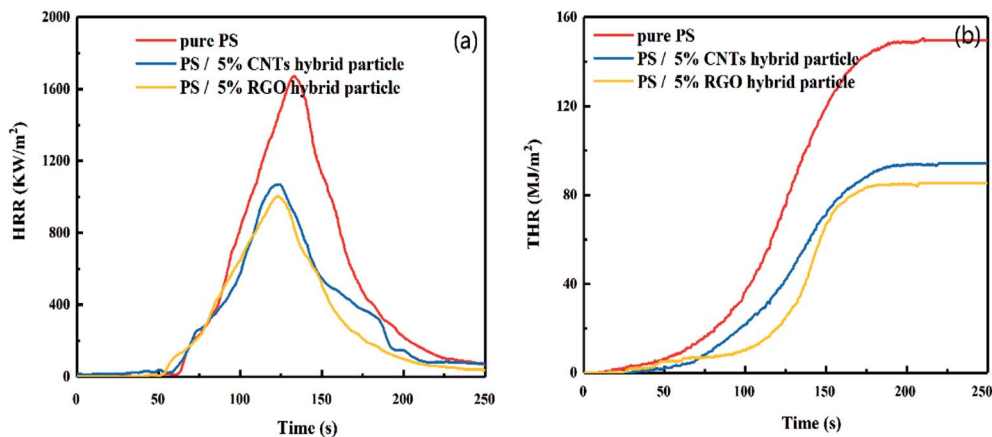 (a)
pure PS
PS / 5% CNTs hybrid particle
PS / 5% RGO hybrid particle
HRR (KW/m²)
2000
1600
1200
800
400
0
0 50 100 150 200 250
Time (s)
(b)
pure PS
PS / 5% CNTs hybrid particle
PS / 5% RGO hybrid particle
THR (MJ/m²)
160
120
80
40
0
0 50 100 150 200 250
Time (s)